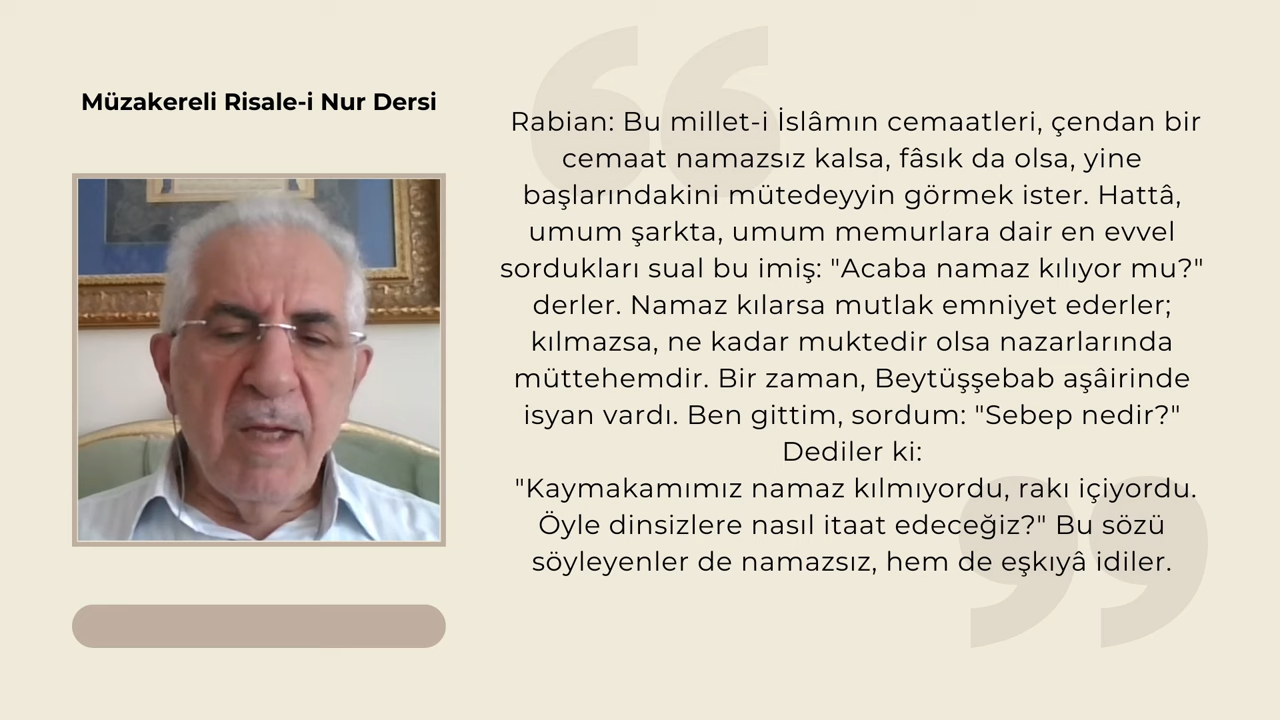 Müzakereli Risale-i Nur Dersi
Rabian: Bu millet-i İslâmın cemaatleri, çendan bir
cemaat namazsız kalsa, fâsık da olsa, yine
başlarındakini mütedeyyin görmek ister. Hattâ,
umum şarkta, umum memurlara dair en evvel
sordukları sual bu imiş: "Acaba namaz kılıyor mu?"
derler. Namaz kılarsa mutlak emniyet ederler;
kılmazsa, ne kadar muktedir olsa nazarlarında
müttehemdir. Bir zaman, Beytüşşebab aşâirinde
isyan vardı. Ben gittim, sordum: "Sebep nedir?"
Dediler ki:
"Kaymakamımız namaz kılmıyordu, rakı içiyordu.
Öyle dinsizlere nasıl itaat edeceğiz?" Bu sözü
söyleyenler de namazsız, hem de eşkıyâ idiler.